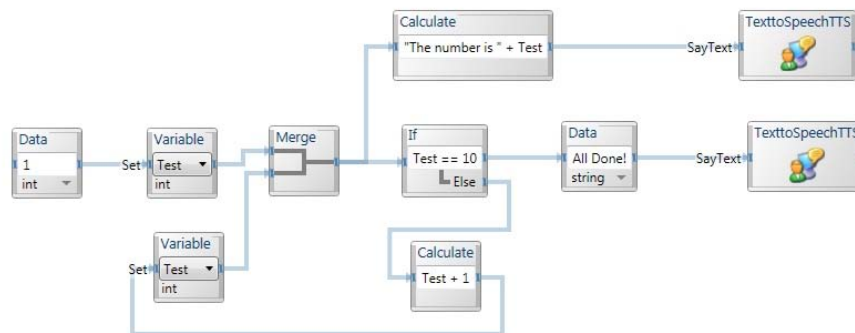 Calculate
"The number is " + Test
SayText
TexttoSpeechTTS
Data
1
int
Set
Variable
Test
int
Merge
If
Test == 10
Else
Data
All Done!
string
SayText
TexttoSpeechTTS
Set
Variable
Test
int
Calculate
Test + 1